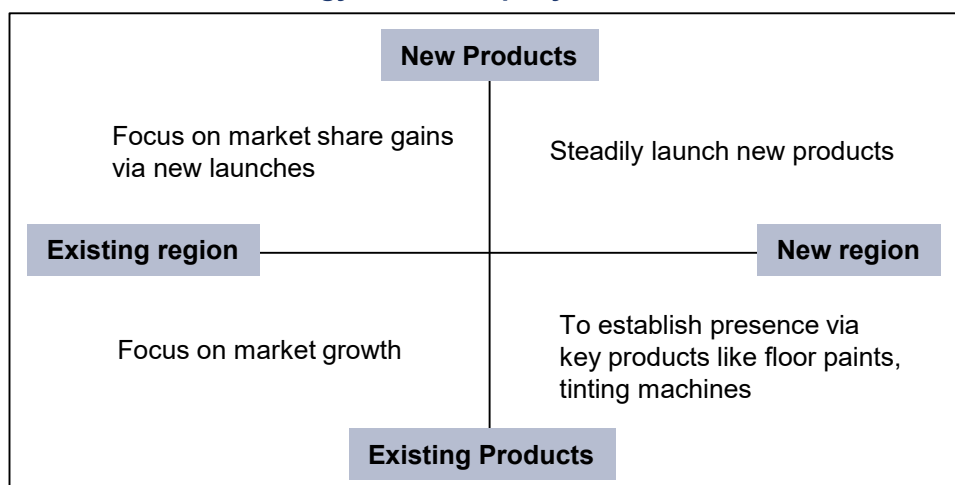 New Products
Focus on market share gains
via new launches
Steadily launch new products
Existing region
New region
Focus on market growth
To establish presence via
key products like floor paints,
tinting machines
Existing Products